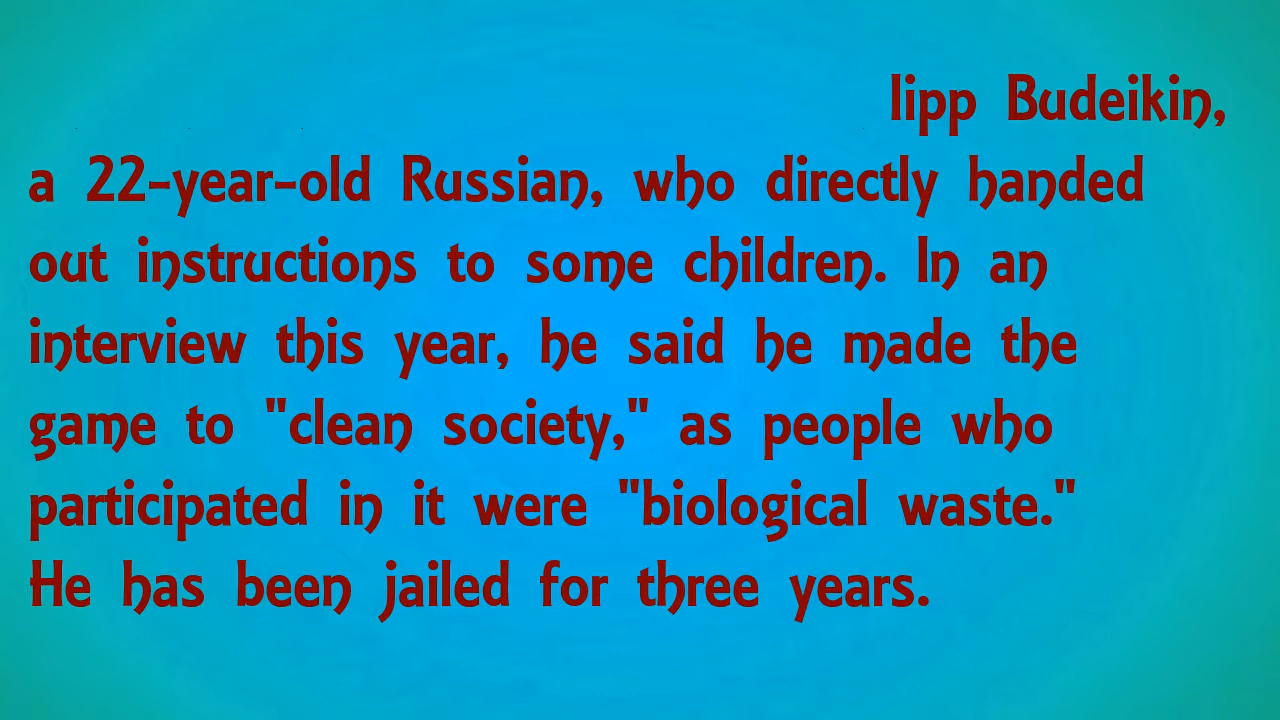 lipp Budeikin,
a 22-year-old Russian, who directly handed
out instructions to some children. In an
interview this year, he said he made the
game to "clean society," as people who
participated in it were "biological waste."
He has been jailed for three years.